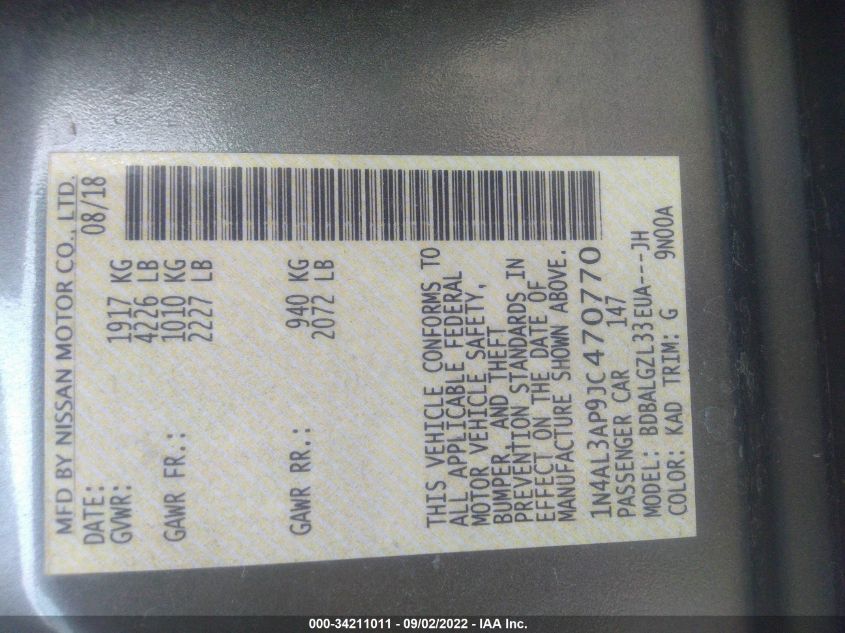 MFD BY NISSAN MOTOR CO., LTD.
DATE: 08/18
GVWR: 1917 KG
4226 LB
GAWR FR.: 1010 KG
2227 LB
GAWR RR.: 940 KG
2072 LB
THIS VEHICLE CONFORMS TO
ALL APPLICABLE FEDERAL
MOTOR VEHICLE SAFETY,
BUMPER, AND THEFT
PREVENTION STANDARDS IN
EFFECT ON THE DATE OF
MANUFACTURE SHOWN ABOVE.
1N4AL3AP9JC470770
PASSENGER CAR 147
MODEL: BDBALGZL33EUA---JH
COLOR: KAD TRIM: G 9N00A
000-34211011 - 09/02/2022 - IAA Inc.